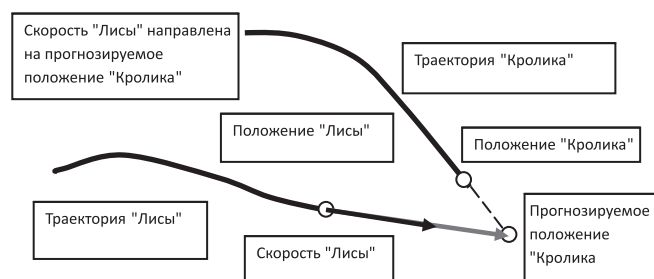 Скорость "Лисы" направлена
на прогнозируемое
положение "Кролика"
Траектория "Кролика"
Положение "Лисы"
Положение "Кролика"
Траектория "Лисы"
Прогнозируемое
положение
"Кролика
Скорость "Лисы"